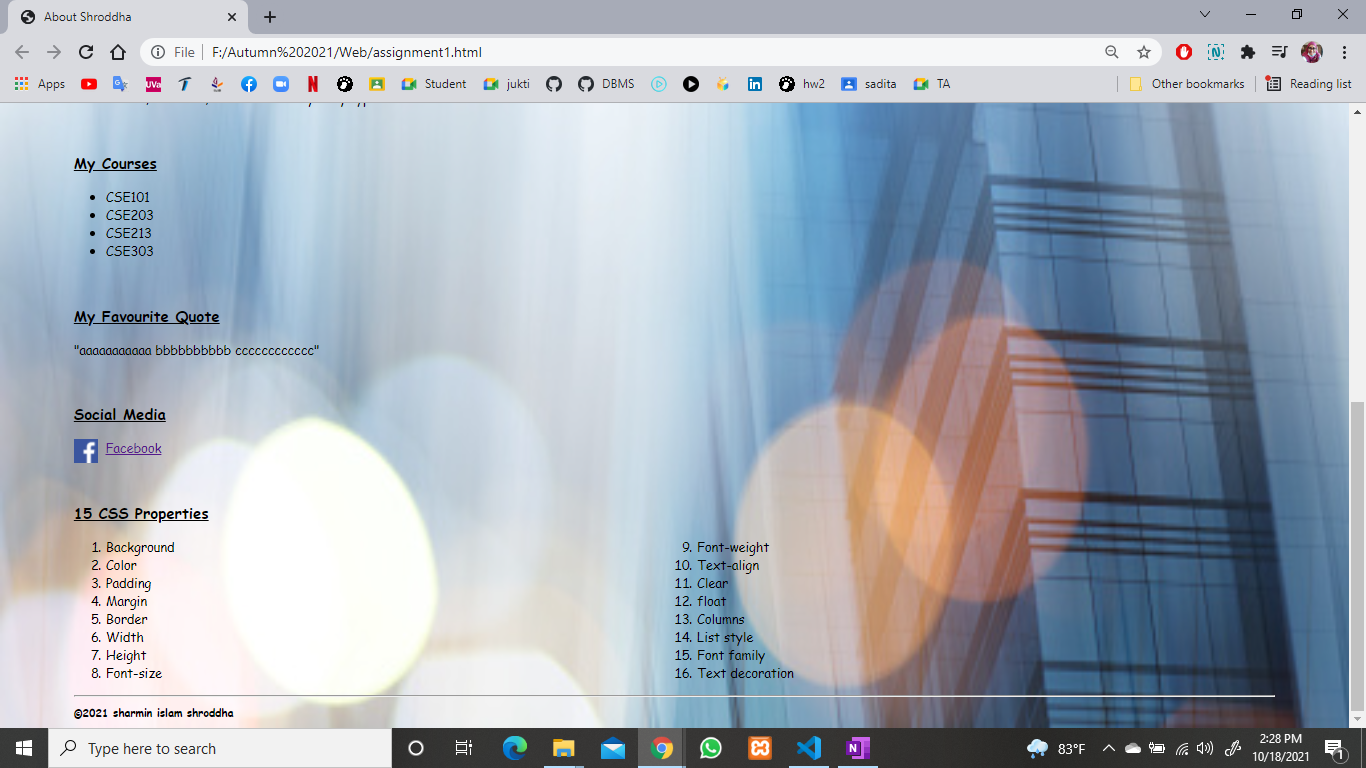 About Shroddha
File
F:/Autumn%202021/Web/assignment1.html
Apps
UVa
Student
jukti
DBMS
hw2
sadita
TA
Other bookmarks
Reading list
My Courses
• CSE101
• CSE203
• CSE213
• CSE303
My Favourite Quote
"aaaaaaaaaaa bbbbbbbbbb cccccccccccc"
Social Media
Facebook
15 CSS Properties
1. Background
2. Color
3. Padding
4. Margin
5. Border
6. Width
7. Height
8. Font-size
9. Font-weight
10. Text-align
11. Clear
12. float
13. Columns
14. List style
15. Font family
16. Text decoration
@2021 sharmin islam shroddha
Type here to search
83°F
2:28 PM
10/18/2021
1